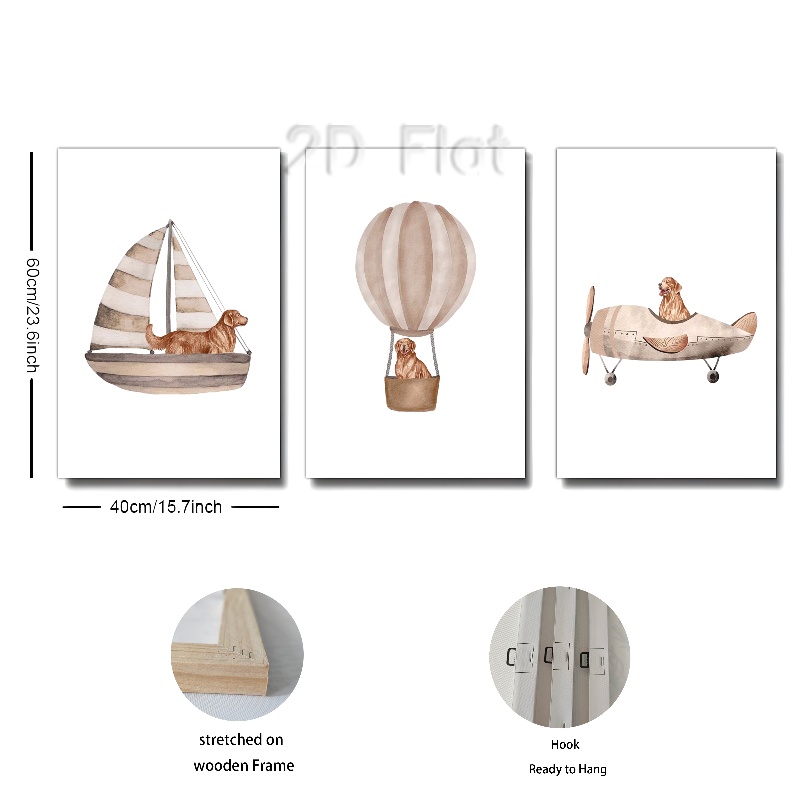 2D Flat
60cm/23.6inch
40cm/15.7inch
stretched on
wooden Frame
Hook
Ready to Hang